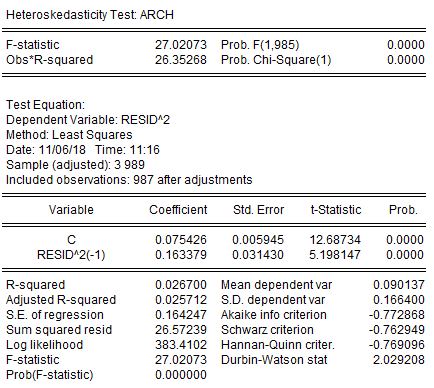 Heteroskedasticity Test: ARCH
F-statistic 27.02073 Prob. F(1,985) 0.0000
Obs*R-squared 26.35268 Prob. Chi-Square(1) 0.0000
Test Equation:
Dependent Variable: RESID^2
Method: Least Squares
Date: 11/06/18 Time: 11:16
Sample (adjusted): 3 989
Included observations: 987 after adjustments
Variable Coefficient Std. Error t-Statistic Prob.
C 0.075426 0.005945 12.68734 0.0000
RESID^2(-1) 0.163379 0.031430 5.198147 0.0000
R-squared 0.026700 Mean dependent var 0.090137
Adjusted R-squared 0.025712 S.D. dependent var 0.166400
S.E. of regression 0.164247 Akaike info criterion -0.772868
Sum squared resid 26.57239 Schwarz criterion -0.762949
Log likelihood 383.4102 Hannan-Quinn criter. -0.769096
F-statistic 27.02073 Durbin-Watson stat 2.029208
Prob(F-statistic) 0.000000